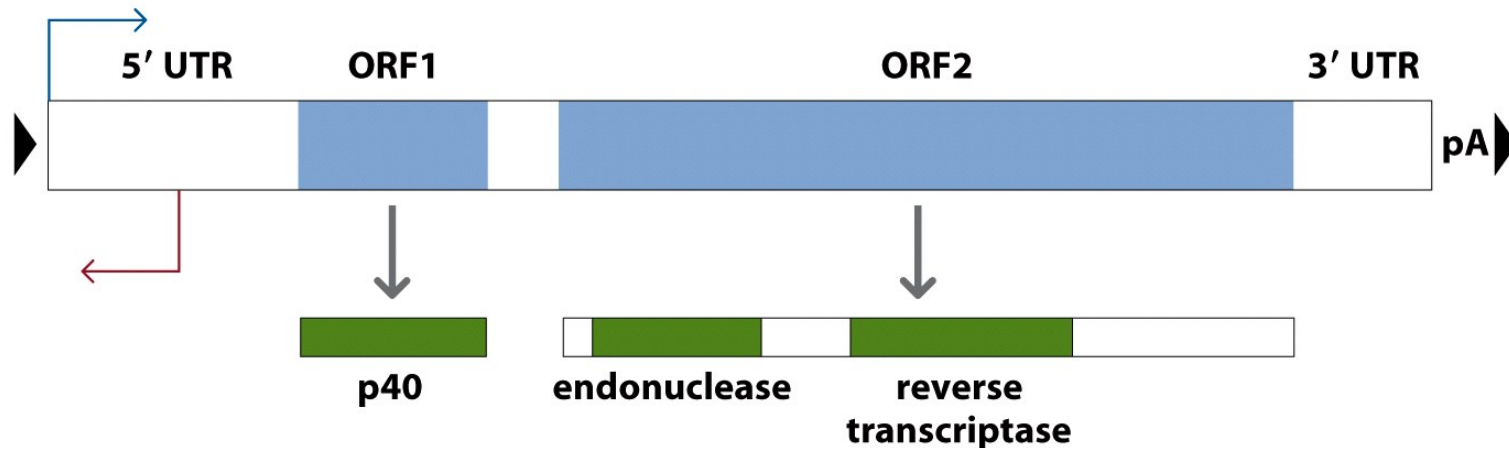 5′ UTR ORF1 ORF2 3′ UTR
pA
p40 endonuclease reverse
transcriptase